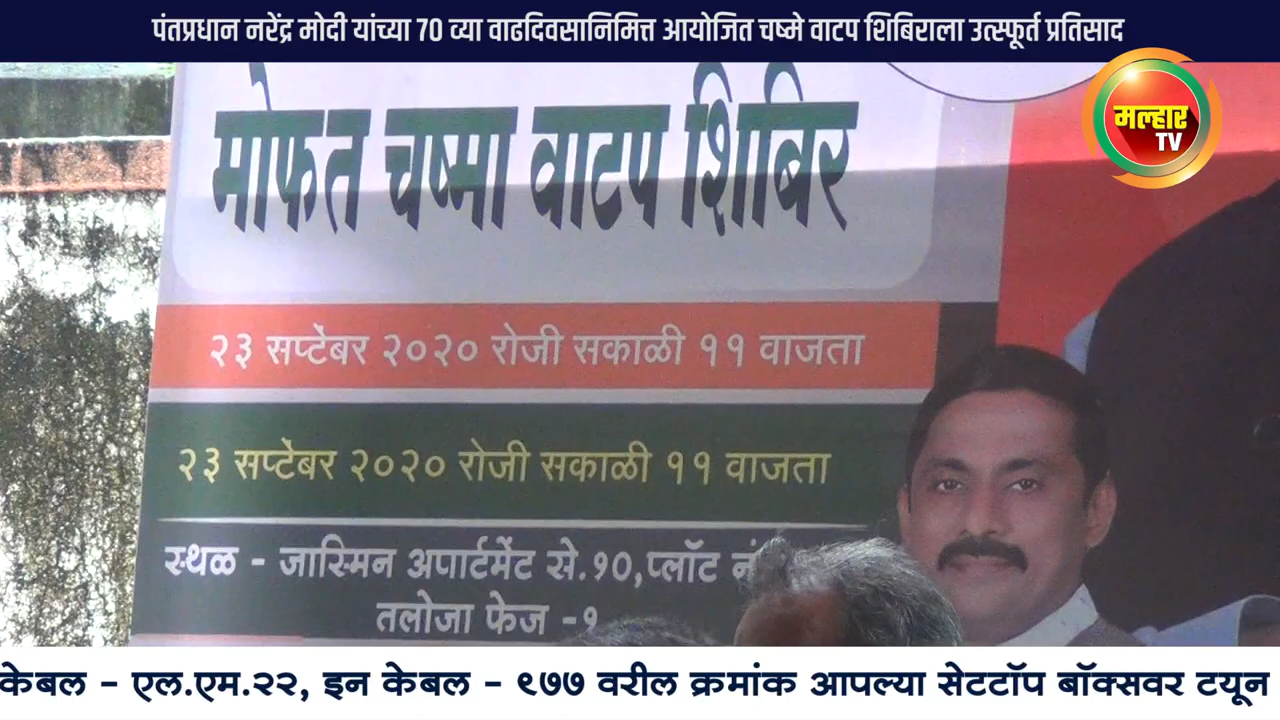 पंतप्रधान नरेंद्र मोदी यांच्या 70 व्या वाढदिवसानिमित्त आयोजित चष्मे वाटप शिबिराला उत्स्फूर्त प्रतिसाद
मल्हार
TV
मोफत चष्मा वाटप शिबिर
२३ सप्टेंबर २०२० रोजी सकाळी ११ वाजता
२३ सप्टेंबर २०२० रोजी सकाळी ११ वाजता
स्थळ - जास्मिन अपार्टमेंट से.१०,प्लॉट नं
तलोजा फेज -१
केबल - एल.एम.२२, इन केबल - ९७७ वरील क्रमांक आपल्या सेटटॉप बॉक्सवर टयून